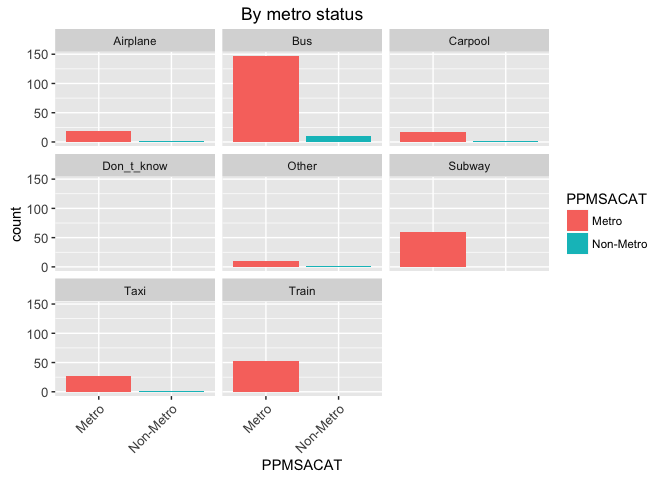 By metro status
Airplane
Bus
Carpool
150
100
50
0
Don_t_know
Other
Subway
150
100
50
0
Taxi
Train
150
100
50
0
Metro
Non-Metro
Metro
Non-Metro
PPMSACAT
count
PPMSACAT
Metro
Non-Metro